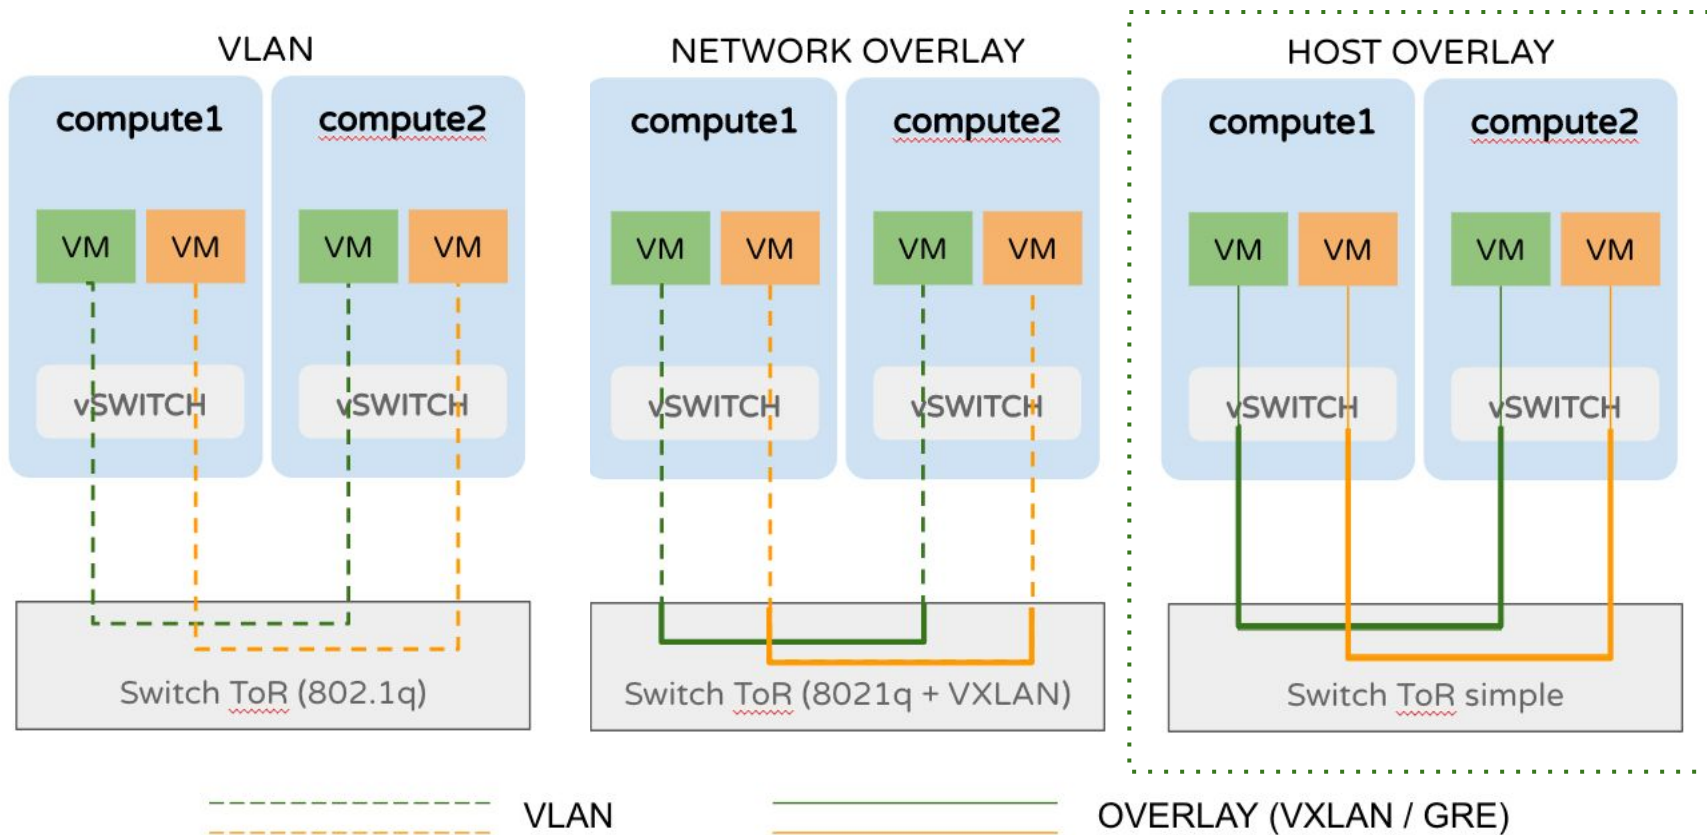 VLAN
compute1
compute2
VM
VM
VM
VM
vSWITCH
vSWITCH
Switch ToR (802.1q)
NETWORK OVERLAY
compute1
compute2
VM
VM
VM
VM
vSWITCH
vSWITCH
Switch ToR (8021q + VXLAN)
HOST OVERLAY
compute1
compute2
VM
VM
VM
VM
vSWITCH
vSWITCH
Switch ToR simple
VLAN
OVERLAY (VXLAN / GRE)